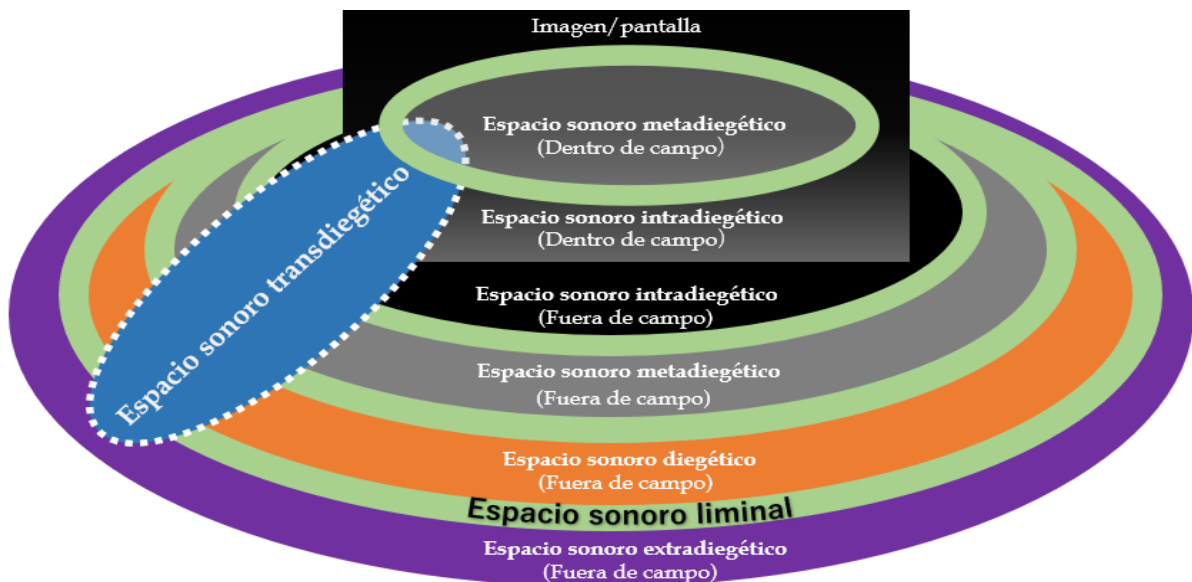 Imagen/pantalla
Espacio sonoro metadiegético
(Dentro de campo)
Espacio sonoro transdiegético
Espacio sonoro intradiegético
(Dentro de campo)
Espacio sonoro intradiegético
(Fuera de campo)
Espacio sonoro metadiegético
(Fuera de campo)
Espacio sonoro diegético
(Fuera de campo)
Espacio sonoro liminal
Espacio sonoro extradiegético
(Fuera de campo)